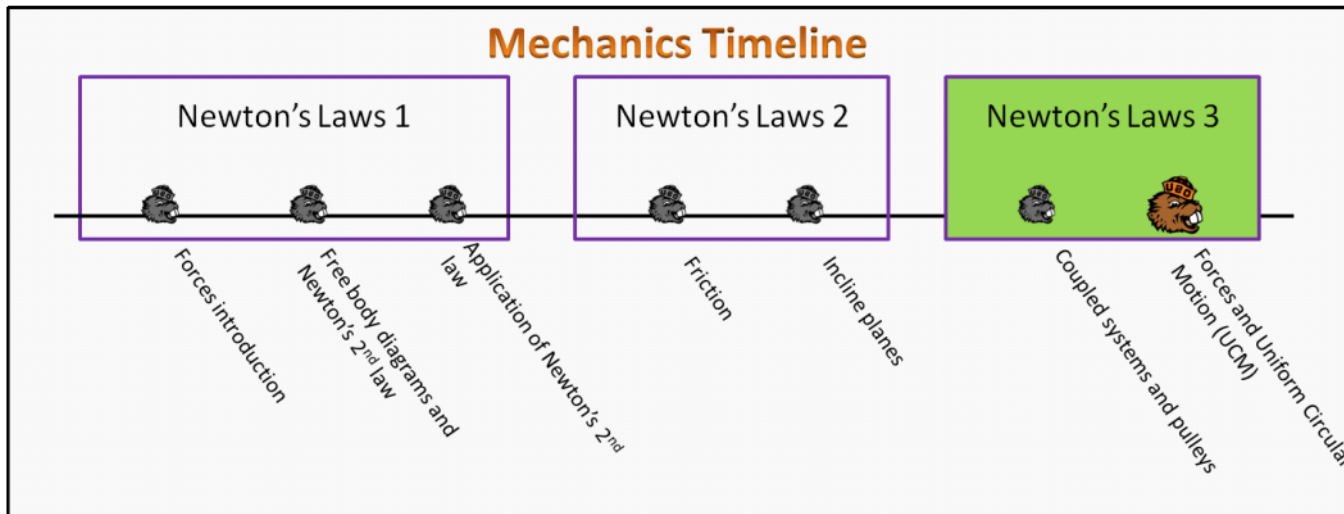 Mechanics Timeline
Newton's Laws 1
Newton's Laws 2
Newton's Laws 3
Forces introduction
Free body diagrams and
Newton's 2nd law
Application of Newton's 2nd
law
Friction
Incline planes
Coupled systems and pulleys
Forces and Uniform Circular
Motion (UCM)